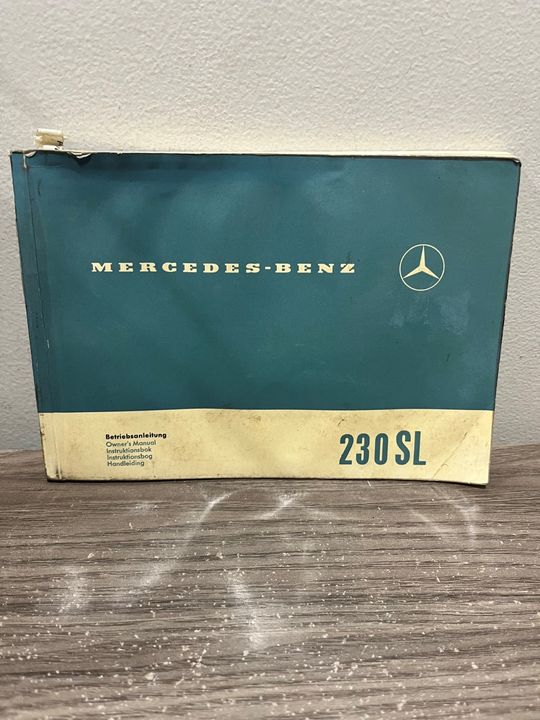 MERCEDES-BENZ
Betriebsanleitung
Owner's Manual
Instruktionsbok
Instruktionsbog
Handleiding
230 SL